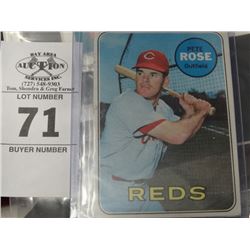 BAY AREA
AUCTION
SERVICES INC.
(727) 548-9303
Tom, Shondra & Greg Farmer
LOT NUMBER
71
BUYER NUMBER
PETE
ROSE
Outfield
REDS